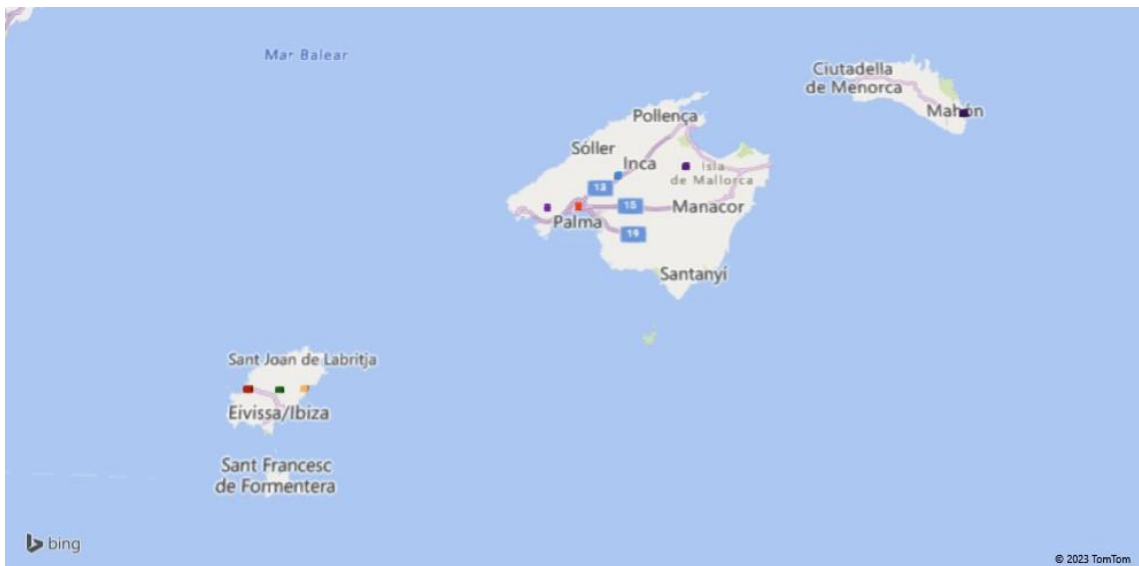 Mar Balear
Ciutadella
de Menorca
Mahón
Pollença
Sóller
Inca
Isla
de Mallorca
13
15
Manacor
Palma
19
Santanyí
Sant Joan de Labritja
Eivissa/Ibiza
Sant Francesc
de Formentera
bing
© 2023 TomTom